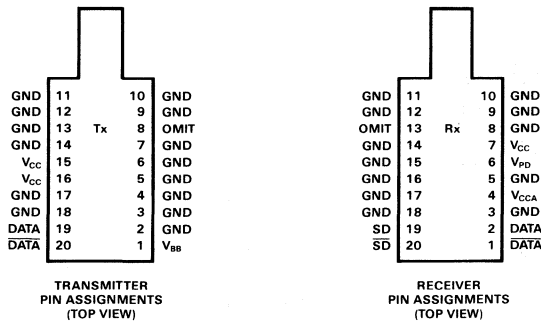 GND 11 10 GND GND 11 10 GND
GND 12 9 GND GND 12 9 GND
GND 13 Tx 8 OMIT OMIT 13 Rx 8 GND
GND 14 7 GND GND 14 7 VCC
VCC 15 6 GND GND 15 6 VPD
VCC 16 5 GND GND 16 5 GND
GND 17 4 GND GND 17 4 VCCA
GND 18 3 GND GND 18 3 GND
DATA 19 2 GND SD 19 2 DATA
D̅A̅T̅A̅ 20 1 VBB S̅D̅ 20 1 D̅A̅T̅A̅
TRANSMITTER RECEIVER
PIN ASSIGNMENTS PIN ASSIGNMENTS
(TOP VIEW) (TOP VIEW)